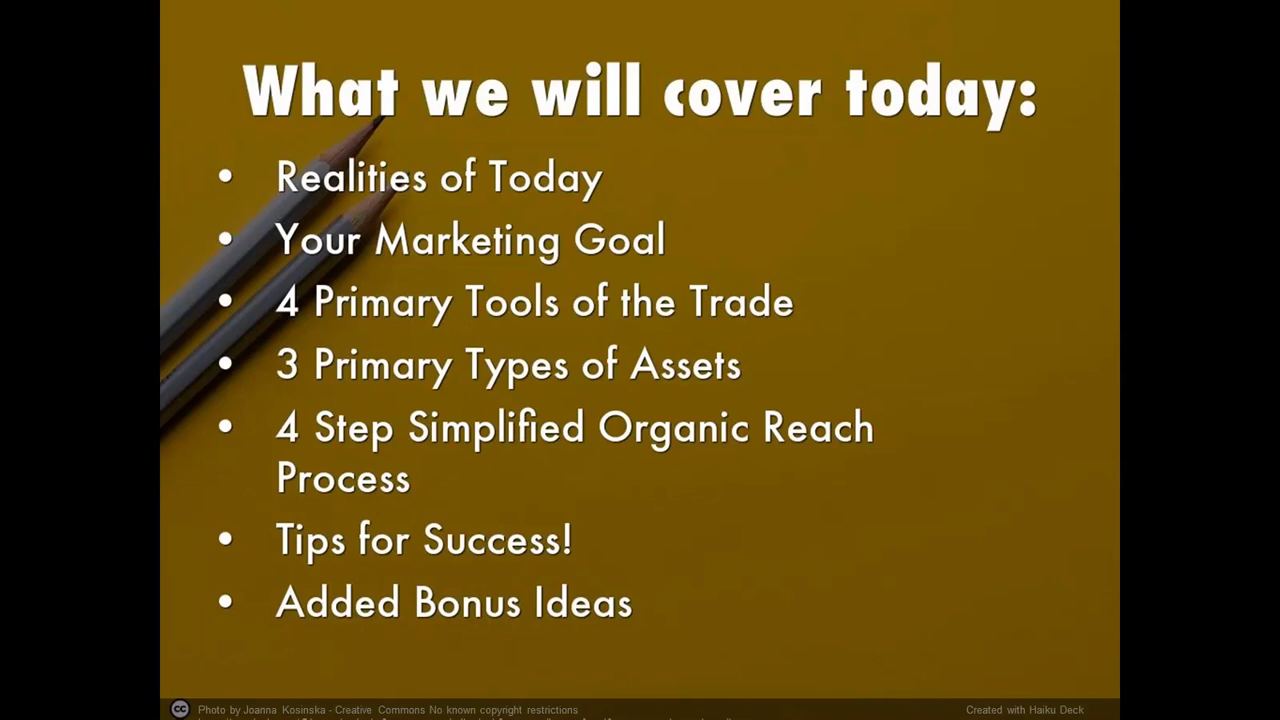 What we will cover today:
• Realities of Today
• Your Marketing Goal
• 4 Primary Tools of the Trade
• 3 Primary Types of Assets
• 4 Step Simplified Organic Reach
Process
• Tips for Success!
• Added Bonus Ideas
cc Photo by Joanna Kosinska - Creative Commons No known copyright restrictions
Created with Haiku Deck